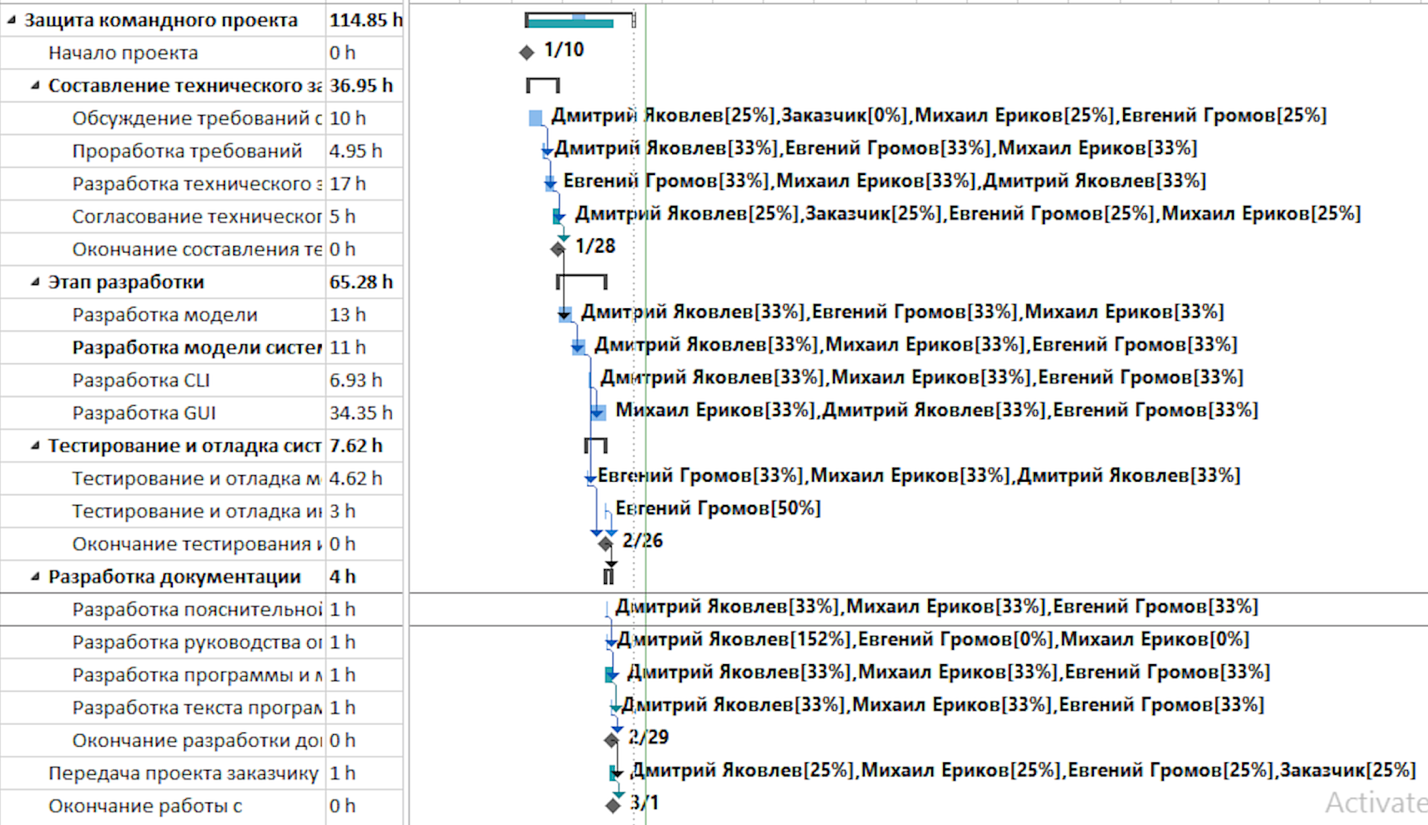 Защита командного проекта 114.85 h
Начало проекта 0 h 1/10
Составление технического за 36.95 h
Обсуждение требований с 10 h Дмитрий Яковлев[25%],Заказчик[0%],Михаил Ериков[25%],Евгений Громов[25%]
Проработка требований 4.95 h Дмитрий Яковлев[33%],Евгений Громов[33%],Михаил Ериков[33%]
Разработка технического з 17 h Евгений Громов[33%],Михаил Ериков[33%],Дмитрий Яковлев[33%]
Согласование техническог 5 h Дмитрий Яковлев[25%],Заказчик[25%],Евгений Громов[25%],Михаил Ериков[25%]
Окончание составления те 0 h 1/28
Этап разработки 65.28 h
Разработка модели 13 h Дмитрий Яковлев[33%],Евгений Громов[33%],Михаил Ериков[33%]
Разработка модели систем 11 h Дмитрий Яковлев[33%],Михаил Ериков[33%],Евгений Громов[33%]
Разработка CLI 6.93 h Дмитрий Яковлев[33%],Михаил Ериков[33%],Евгений Громов[33%]
Разработка GUI 34.35 h Михаил Ериков[33%],Дмитрий Яковлев[33%],Евгений Громов[33%]
Тестирование и отладка сист 7.62 h
Тестирование и отладка м 4.62 h Евгений Громов[33%],Михаил Ериков[33%],Дмитрий Яковлев[33%]
Тестирование и отладка ин 3 h Евгений Громов[50%]
Окончание тестирования и 0 h 2/26
Разработка документации 4 h
Разработка пояснительной 1 h Дмитрий Яковлев[33%],Михаил Ериков[33%],Евгений Громов[33%]
Разработка руководства оп 1 h Дмитрий Яковлев[152%],Евгений Громов[0%],Михаил Ериков[0%]
Разработка программы и м 1 h Дмитрий Яковлев[33%],Михаил Ериков[33%],Евгений Громов[33%]
Разработка текста програм 1 h Дмитрий Яковлев[33%],Михаил Ериков[33%],Евгений Громов[33%]
Окончание разработки док 0 h 2/29
Передача проекта заказчику 1 h Дмитрий Яковлев[25%],Михаил Ериков[25%],Евгений Громов[25%],Заказчик[25%]
Окончание работы с 0 h 3/1
Activate